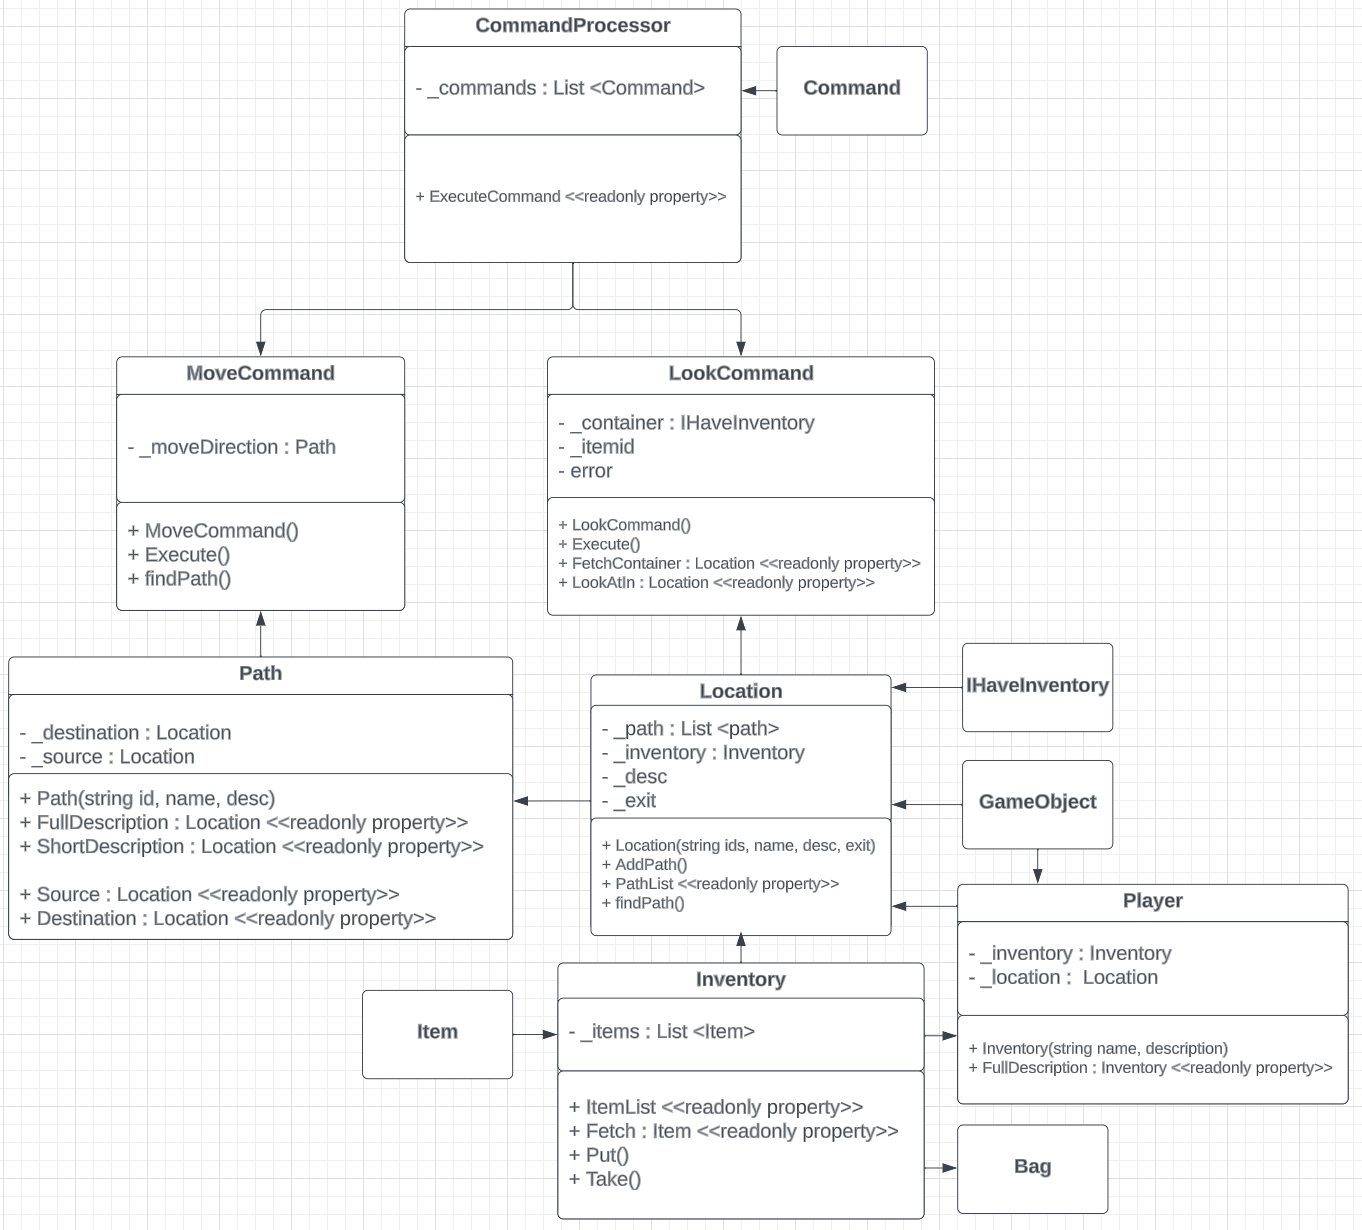 CommandProcessor
- _commands : List <Command>
+ ExecuteCommand <<readonly property>>
Command
MoveCommand
- _moveDirection : Path
+ MoveCommand()
+ Execute()
+ findPath()
LookCommand
- _container : IHaveInventory
- _itemid
- error
+ LookCommand()
+ Execute()
+ FetchContainer : Location <<readonly property>>
+ LookAtIn : Location <<readonly property>>
Path
- _destination : Location
- _source : Location
+ Path(string id, name, desc)
+ FullDescription : Location <<readonly property>>
+ ShortDescription : Location <<readonly property>>
+ Source : Location <<readonly property>>
+ Destination : Location <<readonly property>>
Location
- _path : List <path>
- _inventory : Inventory
- _desc
- _exit
+ Location(string ids, name, desc, exit)
+ AddPath()
+ PathList <<readonly property>>
+ findPath()
IHaveInventory
GameObject
Player
- _inventory : Inventory
- _location :  Location
+ Inventory(string name, description)
+ FullDescription : Inventory <<readonly property>>
Item
Inventory
- _items : List <Item>
+ ItemList <<readonly property>>
+ Fetch : Item <<readonly property>>
+ Put()
+ Take()
Bag